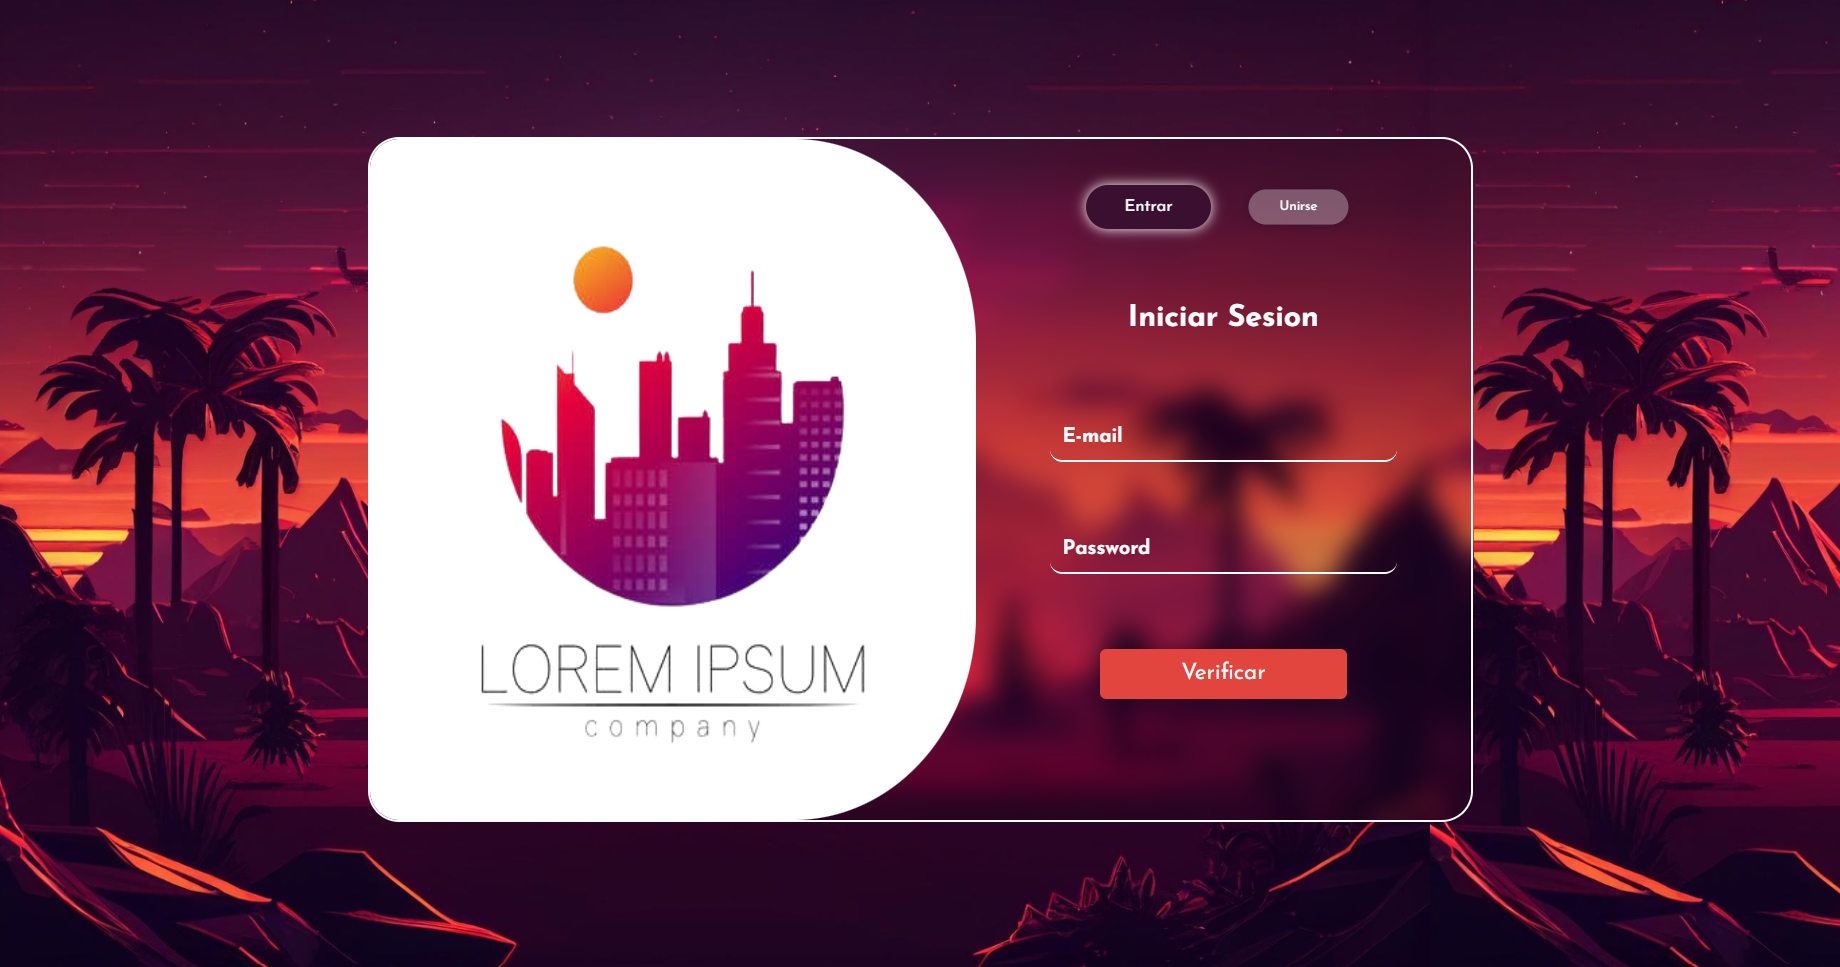 LOREM IPSUM
company
Entrar
Unirse
Iniciar Sesion
E-mail
Password
Verificar